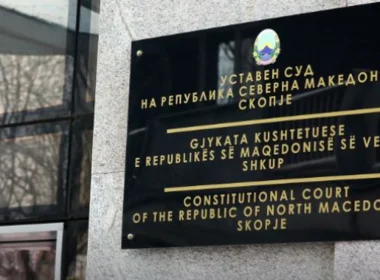 УСТАВЕН СУД
НА РЕПУБЛИКА СЕВЕРНА
СКОПЈЕ
GJYKATA KUSHTETUESE
E REPUBLIKËS SË MAQEDONISË SË
SHKUP
CONSTITUTIONAL COURT
OF THE REPUBLIC OF NORTH
SKOPJE